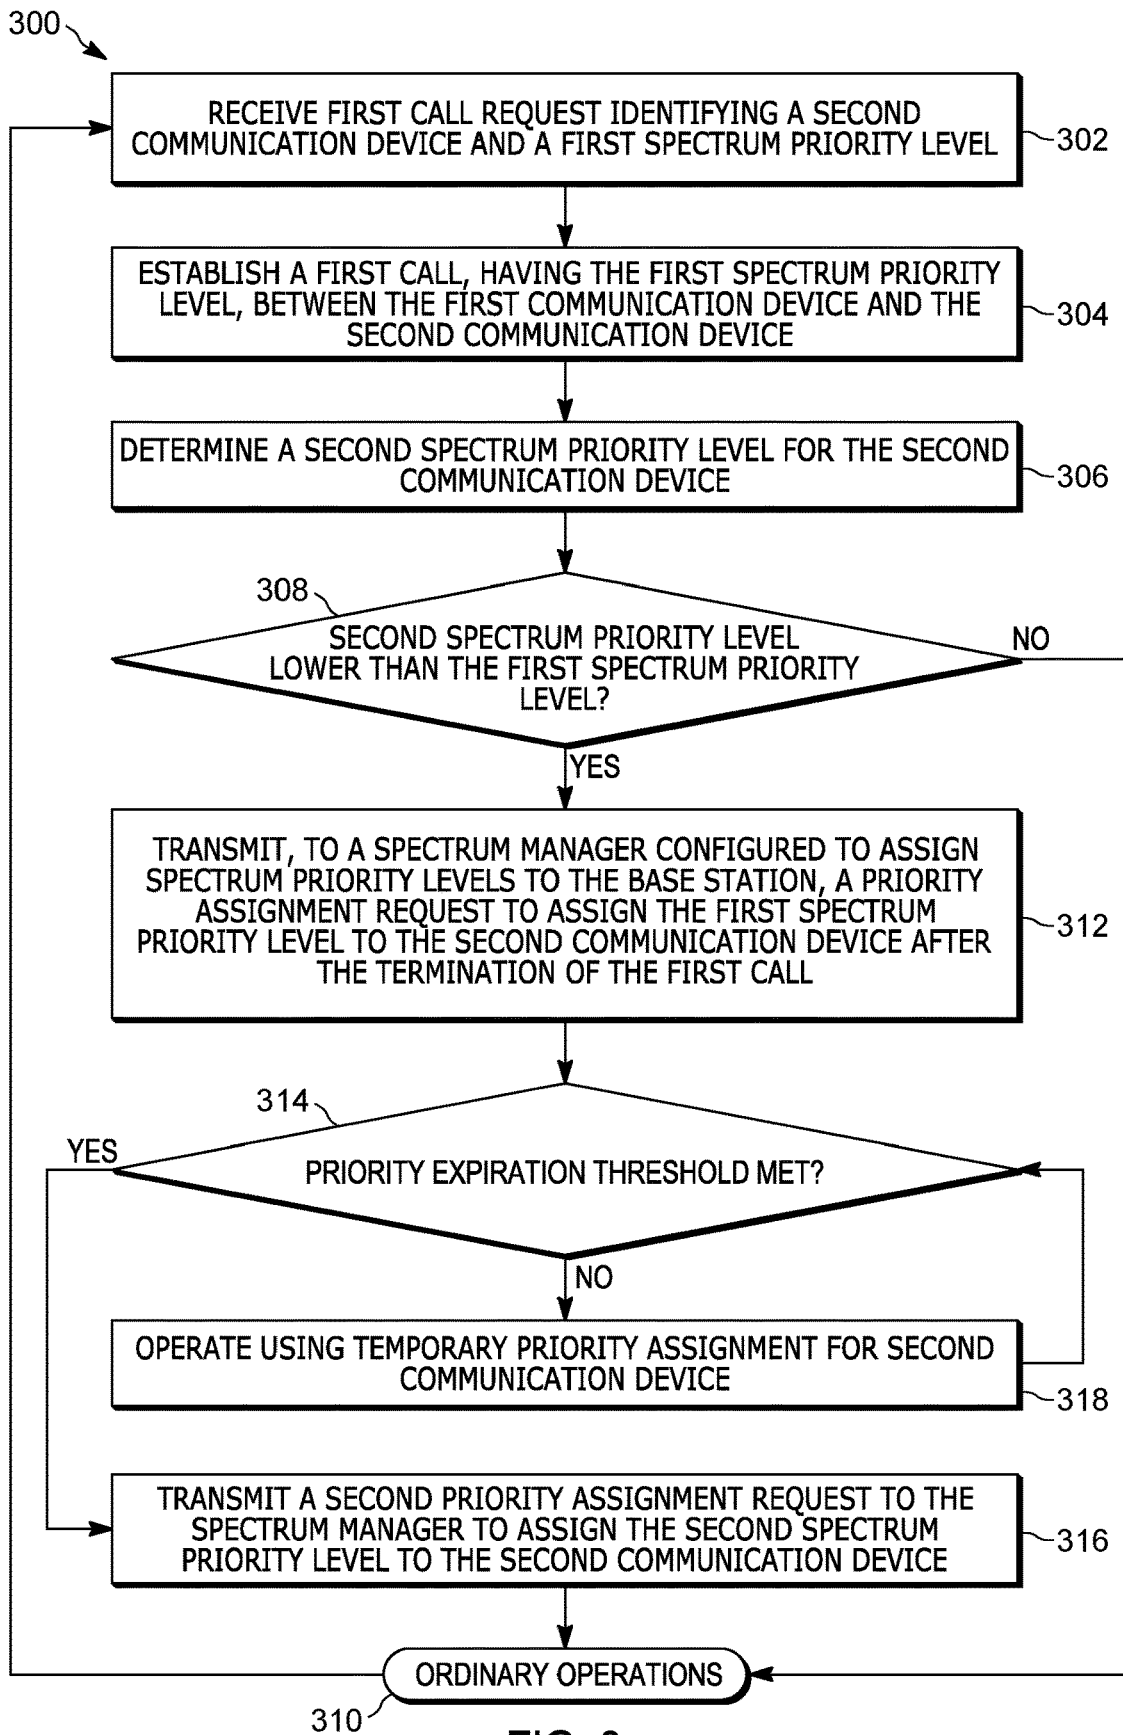 300
RECEIVE FIRST CALL REQUEST IDENTIFYING A SECOND
COMMUNICATION DEVICE AND A FIRST SPECTRUM PRIORITY LEVEL
302
ESTABLISH A FIRST CALL, HAVING THE FIRST SPECTRUM PRIORITY
LEVEL, BETWEEN THE FIRST COMMUNICATION DEVICE AND THE
SECOND COMMUNICATION DEVICE
304
DETERMINE A SECOND SPECTRUM PRIORITY LEVEL FOR THE SECOND
COMMUNICATION DEVICE
306
308
SECOND SPECTRUM PRIORITY LEVEL
LOWER THAN THE FIRST SPECTRUM PRIORITY
LEVEL?
NO
YES
TRANSMIT, TO A SPECTRUM MANAGER CONFIGURED TO ASSIGN
SPECTRUM PRIORITY LEVELS TO THE BASE STATION, A PRIORITY
ASSIGNMENT REQUEST TO ASSIGN THE FIRST SPECTRUM
PRIORITY LEVEL TO THE SECOND COMMUNICATION DEVICE AFTER
THE TERMINATION OF THE FIRST CALL
312
314
YES
PRIORITY EXPIRATION THRESHOLD MET?
NO
OPERATE USING TEMPORARY PRIORITY ASSIGNMENT FOR SECOND
COMMUNICATION DEVICE
318
TRANSMIT A SECOND PRIORITY ASSIGNMENT REQUEST TO THE
SPECTRUM MANAGER TO ASSIGN THE SECOND SPECTRUM
PRIORITY LEVEL TO THE SECOND COMMUNICATION DEVICE
316
ORDINARY OPERATIONS
310